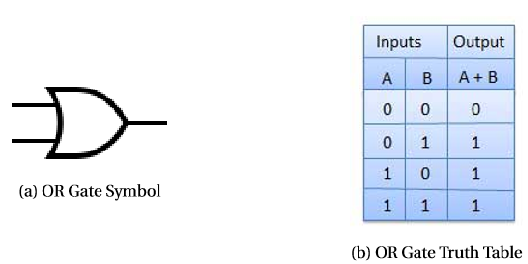 Inputs Output
A B A + B
0 0 0
0 1 1
1 0 1
1 1 1
(a) OR Gate Symbol
(b) OR Gate Truth Table